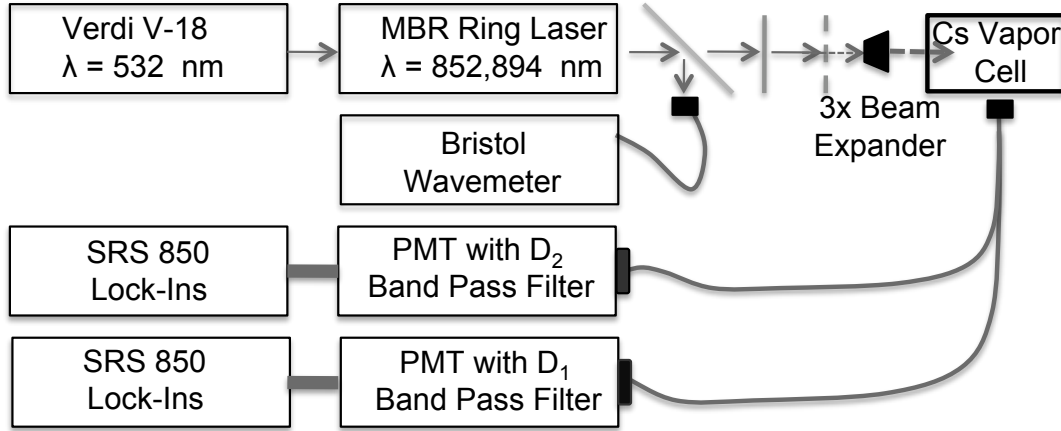 Verdi V-18
λ = 532 nm
MBR Ring Laser
λ = 852,894 nm
Cs Vapor
Cell
3x Beam
Expander
Bristol
Wavemeter
SRS 850
Lock-Ins
PMT with D₂
Band Pass Filter
SRS 850
Lock-Ins
PMT with D₁
Band Pass Filter